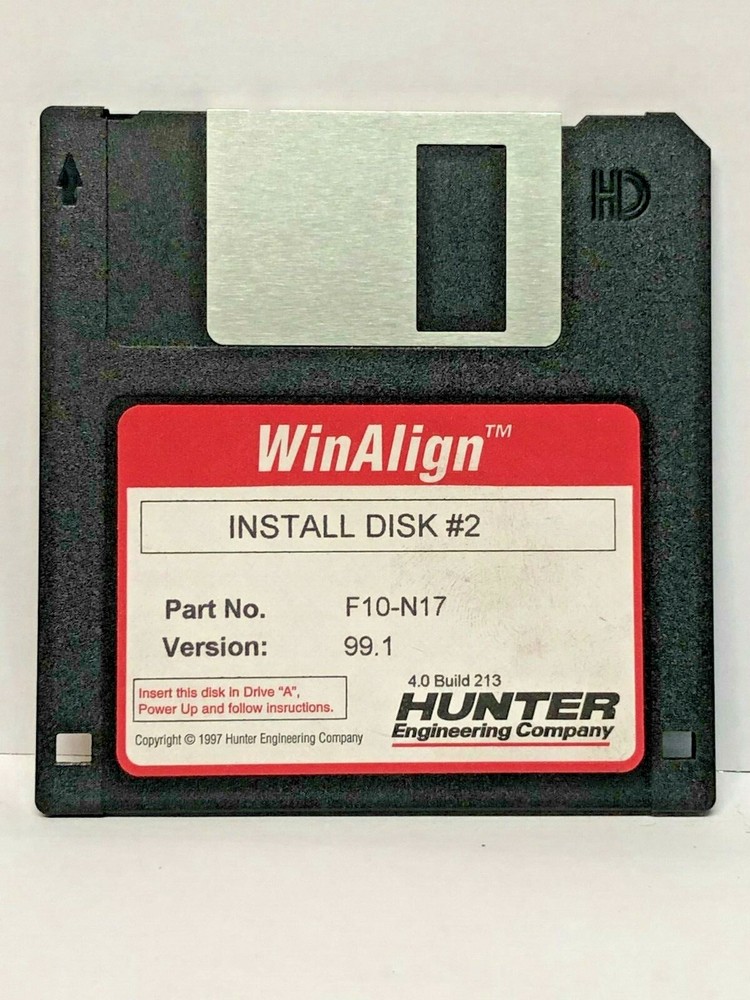 HD
WinAlign™
INSTALL DISK #2
Part No. F10-N17
Version: 99.1
4.0 Build 213
Insert this disk in Drive "A",
Power Up and follow insructions.
HUNTER
Engineering Company
Copyright © 1997 Hunter Engineering Company